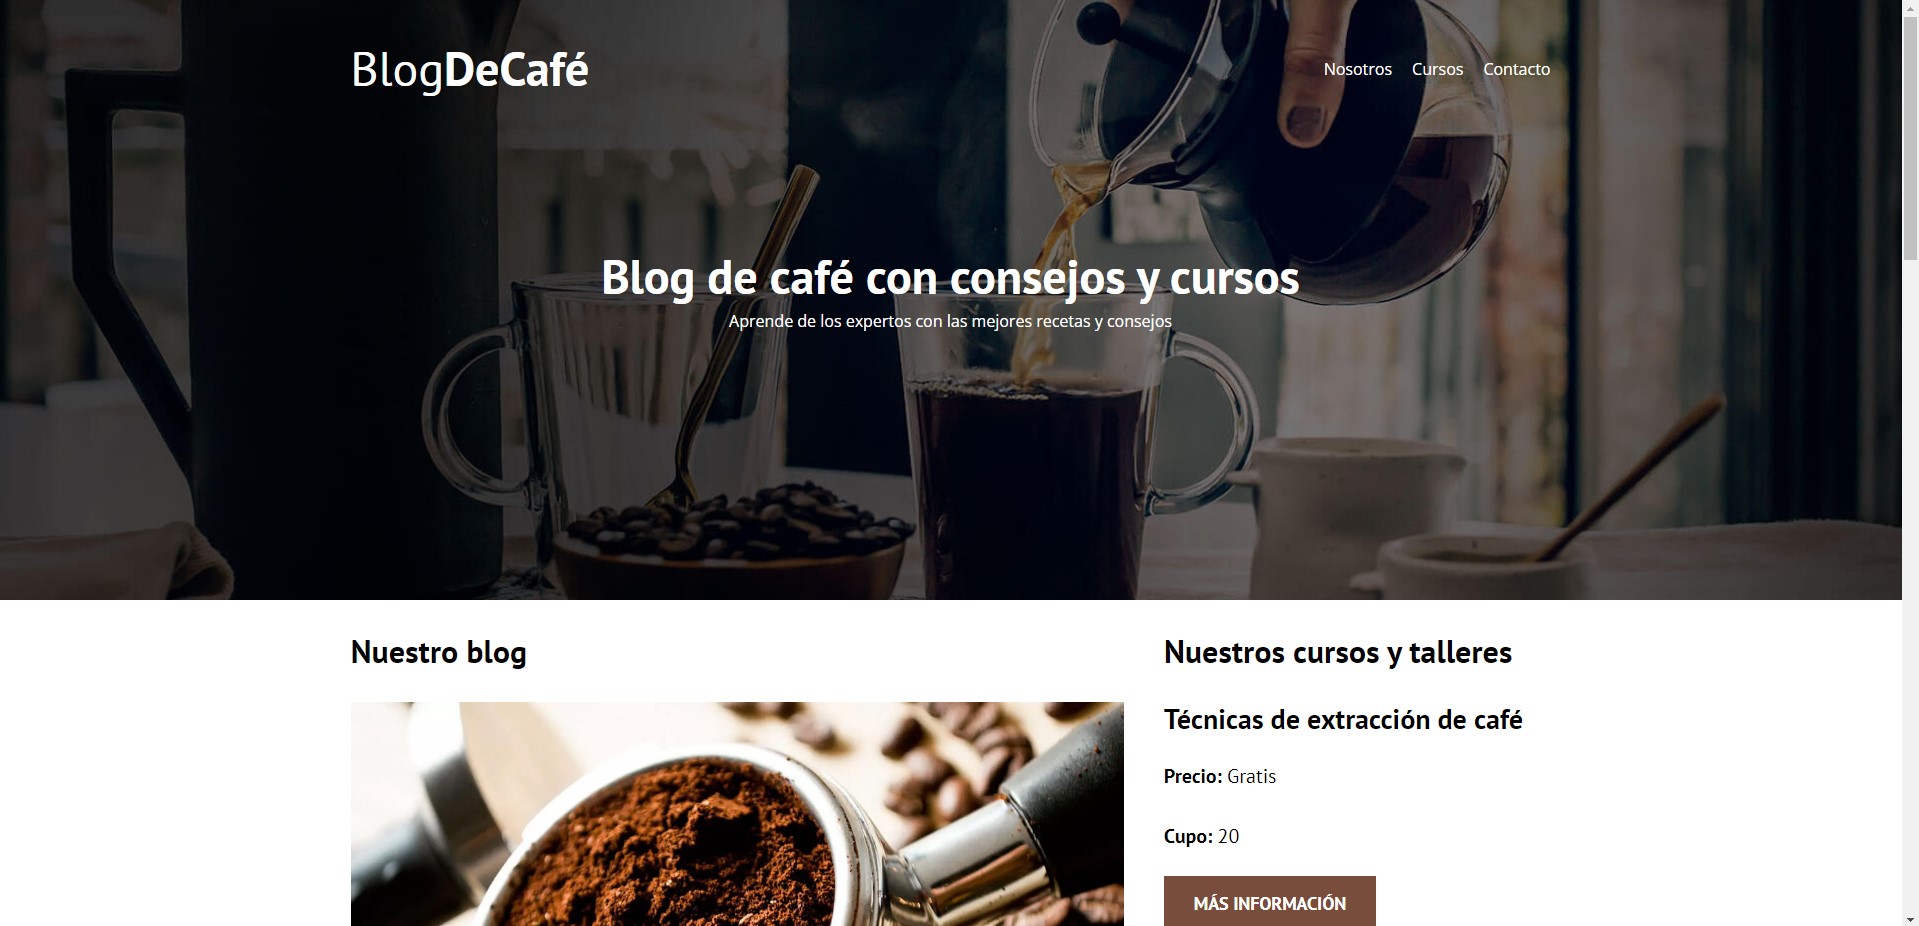 BlogDeCafé
Nosotros Cursos Contacto
Blog de café con consejos y cursos
Aprende de los expertos con las mejores recetas y consejos
Nuestro blog
Nuestros cursos y talleres
Técnicas de extracción de café
Precio: Gratis
Cupo: 20
MÁS INFORMACIÓN